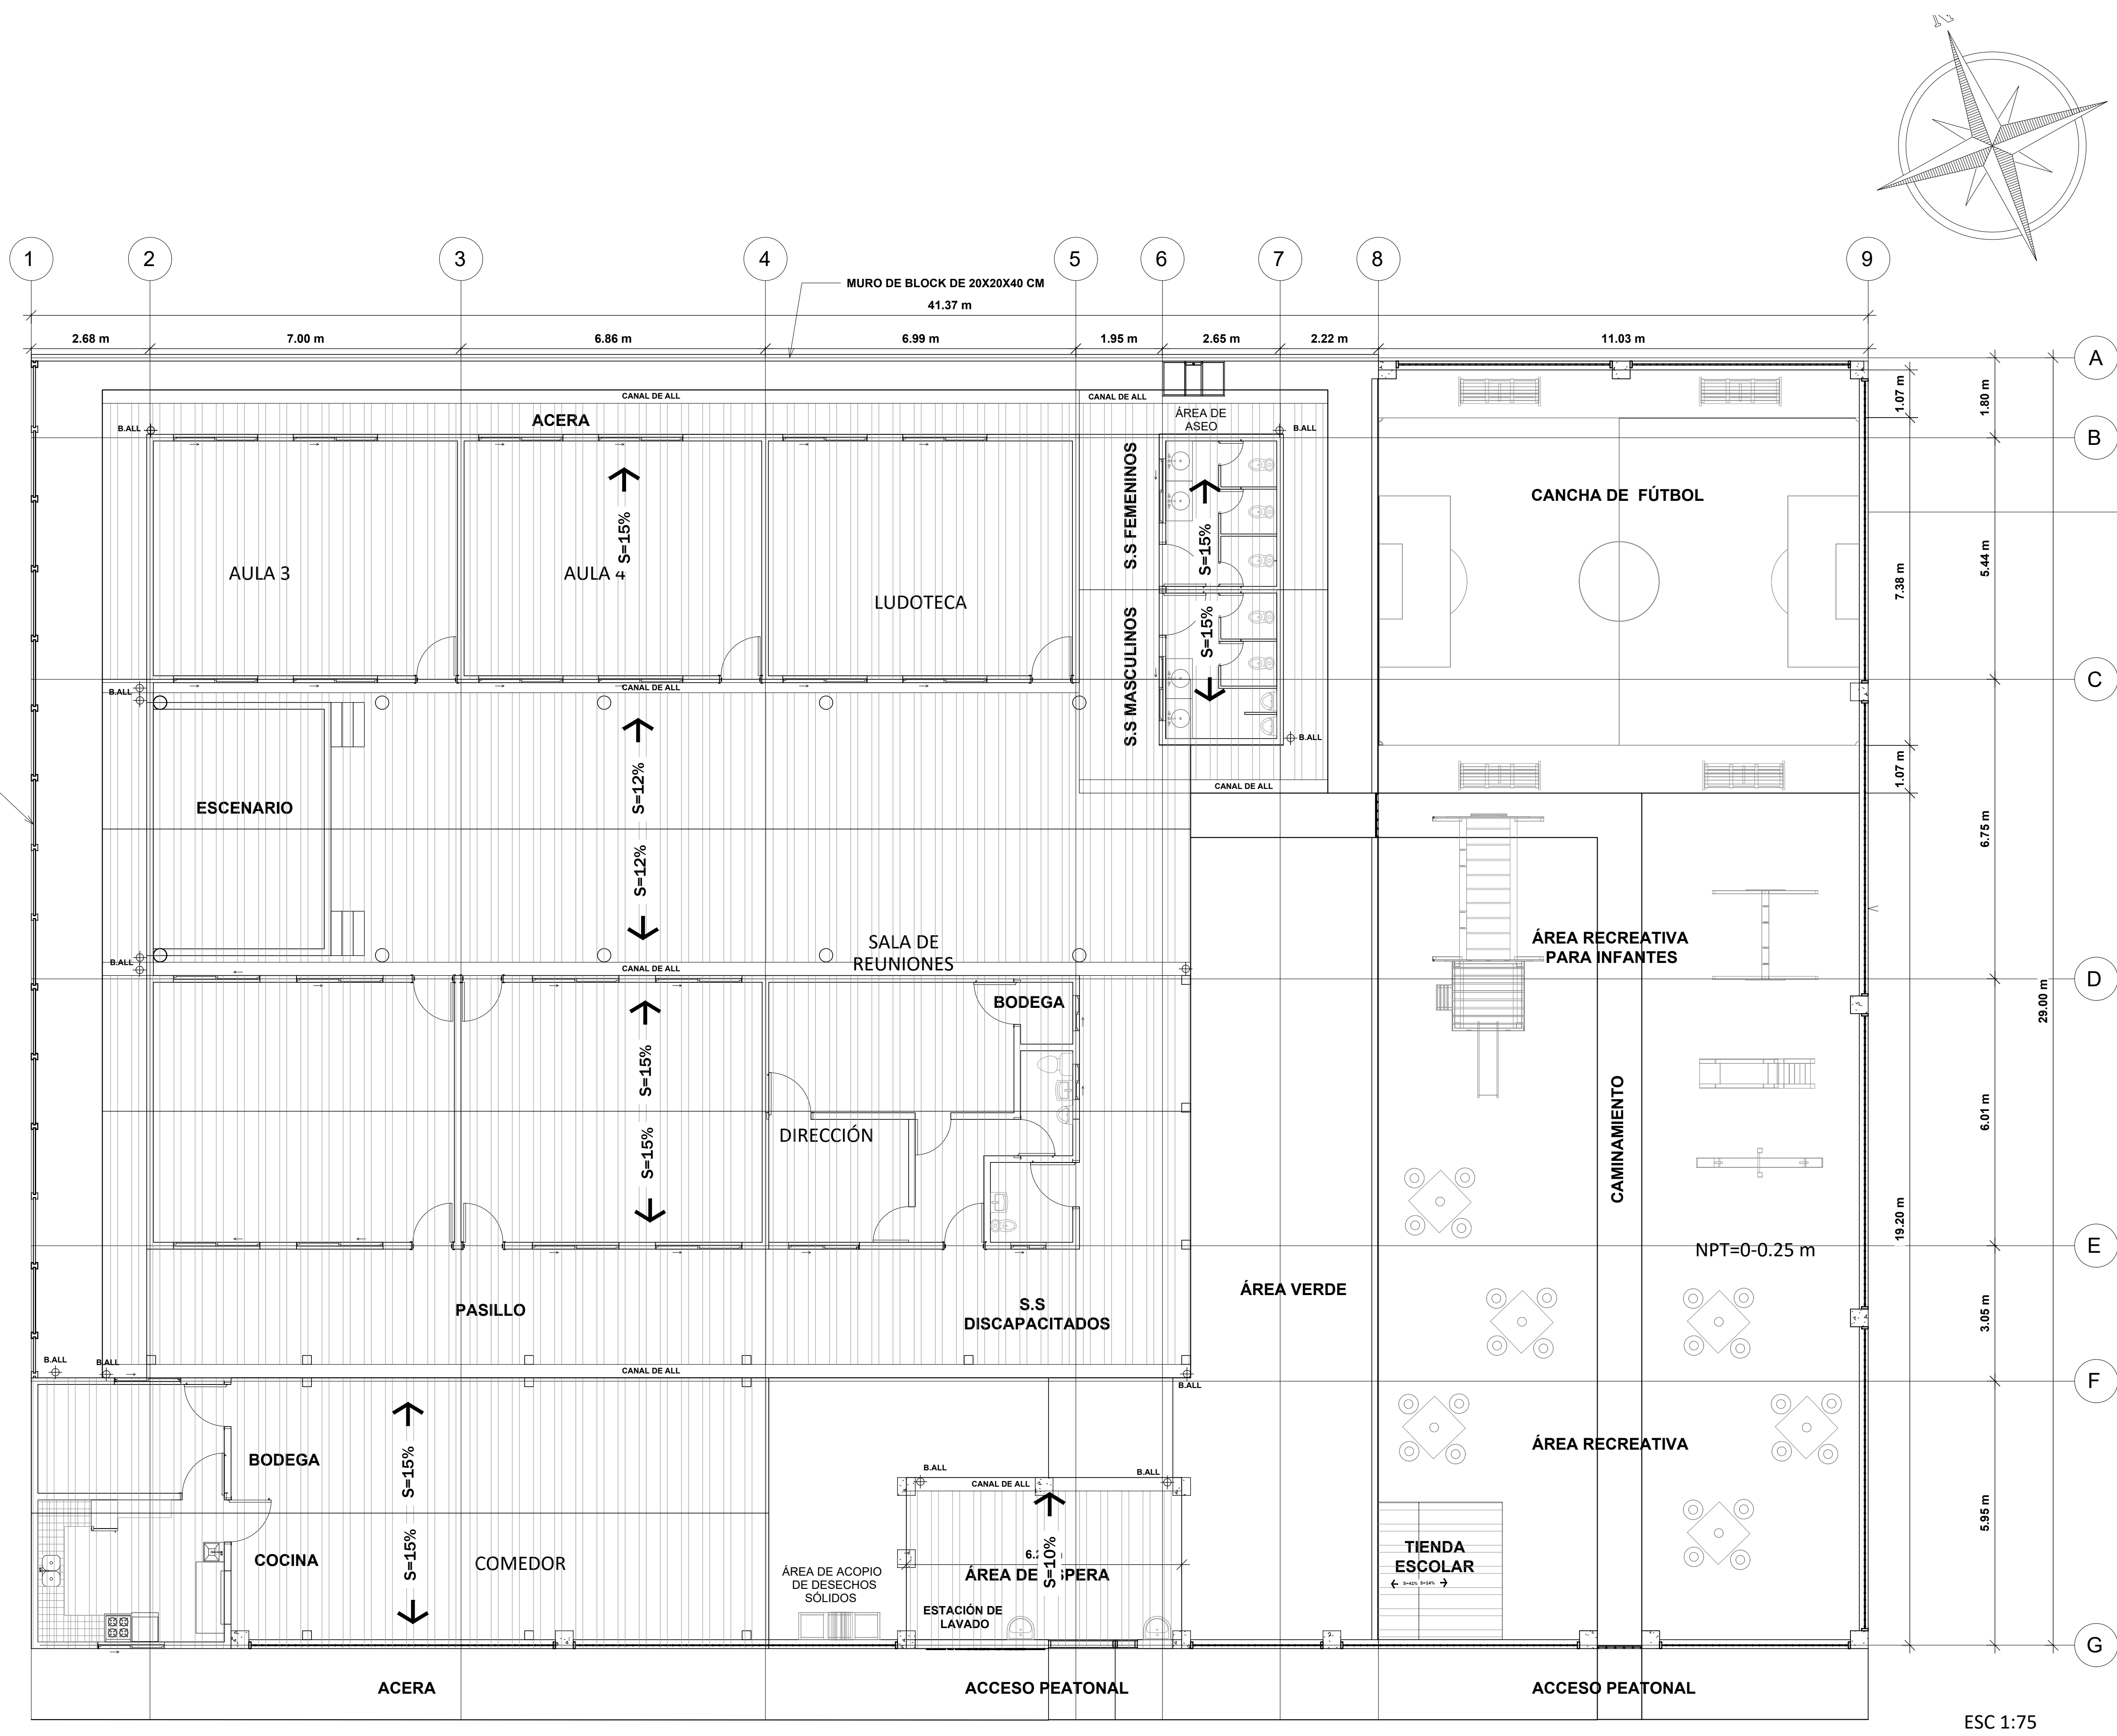 N
1
2
3
4
5
6
7
8
9
MURO DE BLOCK DE 20X20X40 CM
41.37 m
2.68 m
7.00 m
6.86 m
6.99 m
1.95 m
2.65 m
2.22 m
11.03 m
A
B
C
D
E
F
G
1.07 m
1.80 m
7.38 m
5.44 m
1.07 m
6.75 m
29.00 m
6.01 m
19.20 m
3.05 m
5.95 m
CANAL DE ALL
CANAL DE ALL
ACERA
B.ALL
ÁREA DE
ASEO
B.ALL
S.S FEMENINOS
S.S MASCULINOS
CANCHA DE FÚTBOL
S=15%
S=15%
S=15%
AULA 3
AULA 4
LUDOTECA
B.ALL
CANAL DE ALL
B.ALL
CANAL DE ALL
S=12%
S=12%
ESCENARIO
SALA DE
REUNIONES
ÁREA RECREATIVA
PARA INFANTES
B.ALL
CANAL DE ALL
BODEGA
S=15%
S=15%
DIRECCIÓN
CAMINAMIENTO
NPT=0-0.25 m
ÁREA VERDE
PASILLO
S.S
DISCAPACITADOS
B.ALL
B.ALL
CANAL DE ALL
B.ALL
BODEGA
S=15%
S=15%
ÁREA RECREATIVA
B.ALL
B.ALL
CANAL DE ALL
COCINA
COMEDOR
ÁREA DE ACOPIO
DE DESECHOS
SÓLIDOS
S=10%
ÁREA DE
ESTACIÓN DE
LAVADO
TIENDA
ESCOLAR
S=41% S=14%
ACERA
ACCESO PEATONAL
ACCESO PEATONAL
ESC 1:75